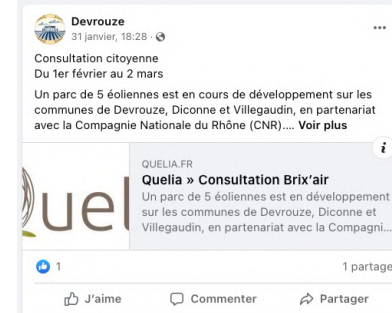 Devrouze
31 janvier, 18:28 ·
Consultation citoyenne
Du 1er février au 2 mars
Un parc de 5 éoliennes est en cours de développement sur les
communes de Devrouze, Diconne et Villegaudin, en partenariat
avec la Compagnie Nationale du Rhône (CNR).... Voir plus
i
QUELIA.FR
Quelia » Consultation Brix'air
Un parc de 5 éoliennes est en développement
sur les communes de Devrouze, Diconne et
Villegaudin, en partenariat avec la Compagni...
uel
1
1 partage
J'aime
Commenter
Partager